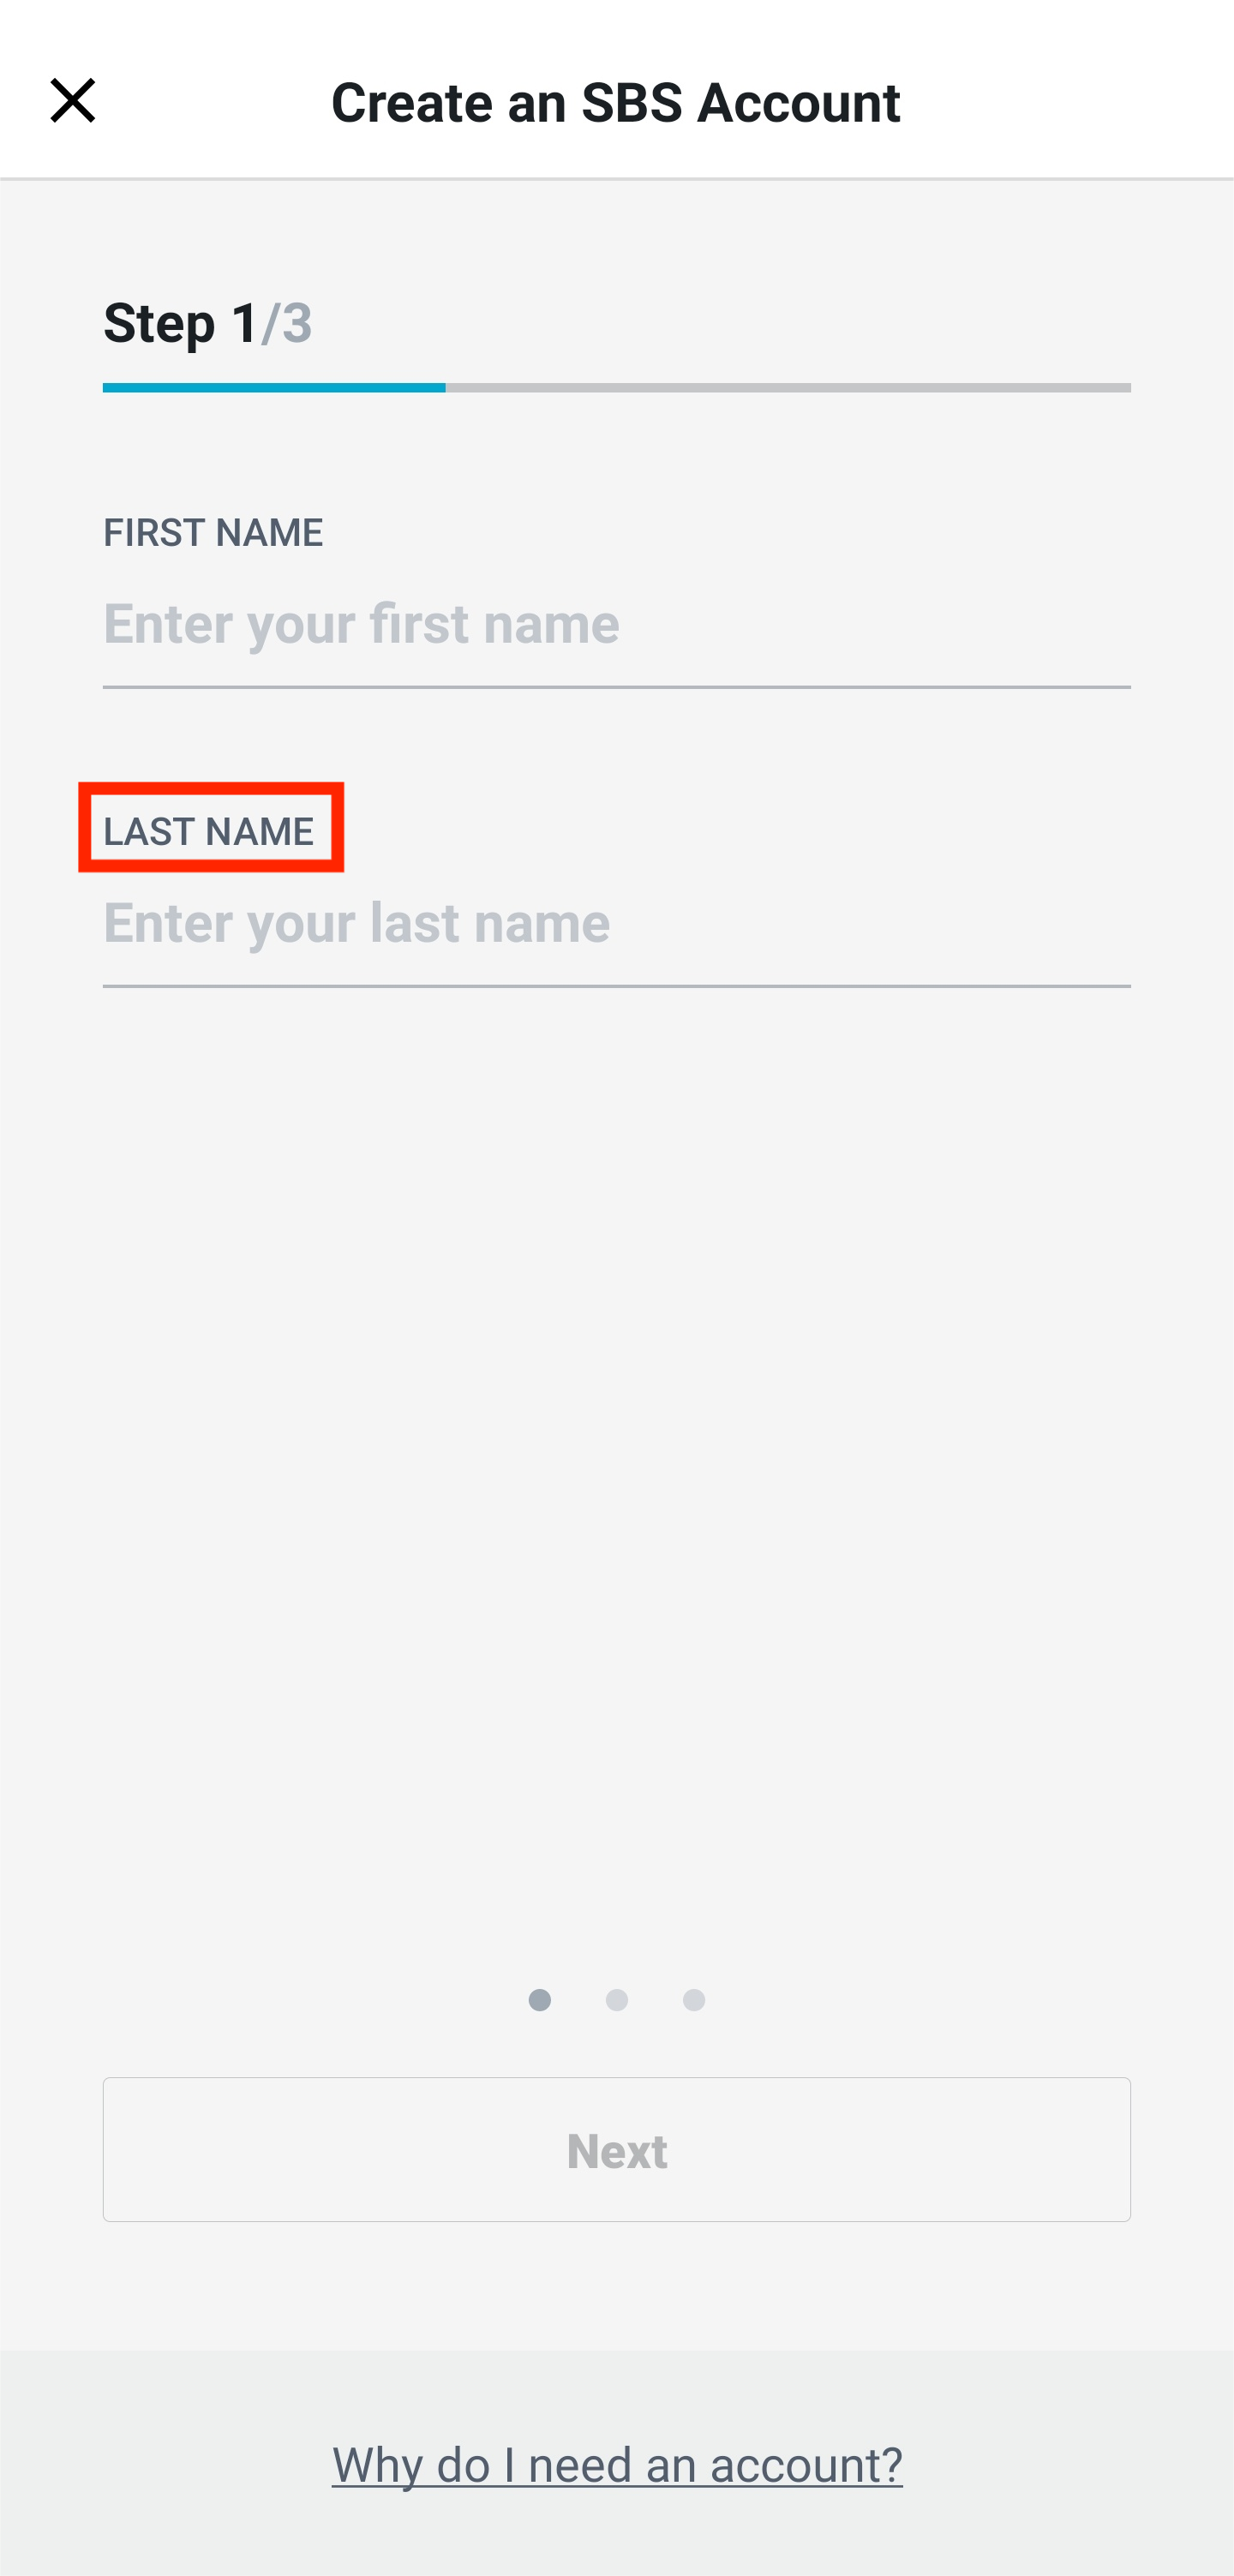 Create an SBS Account
Step 1/3
FIRST NAME
Enter your first name
LAST NAME
Enter your last name
Next
Why do I need an account?